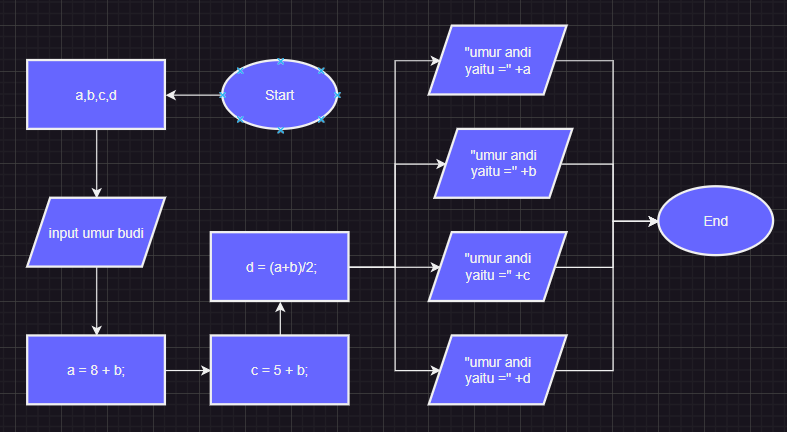 Start
a,b,c,d
input umur budi
a = 8 + b;
c = 5 + b;
d = (a+b)/2;
"umur andi
yaitu =" +a
"umur andi
yaitu =" +b
"umur andi
yaitu =" +c
"umur andi
yaitu =" +d
End